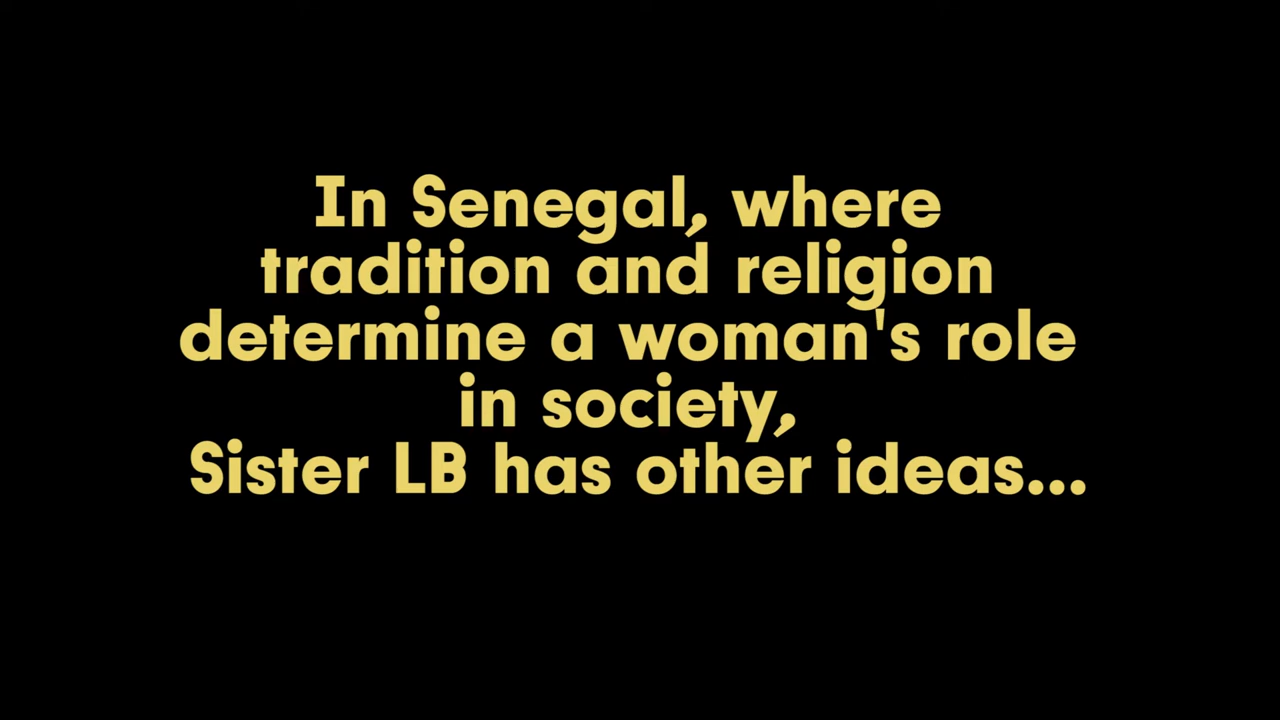 In Senegal, where
tradition and religion
determine a woman's role
in society,
Sister LB has other ideas...